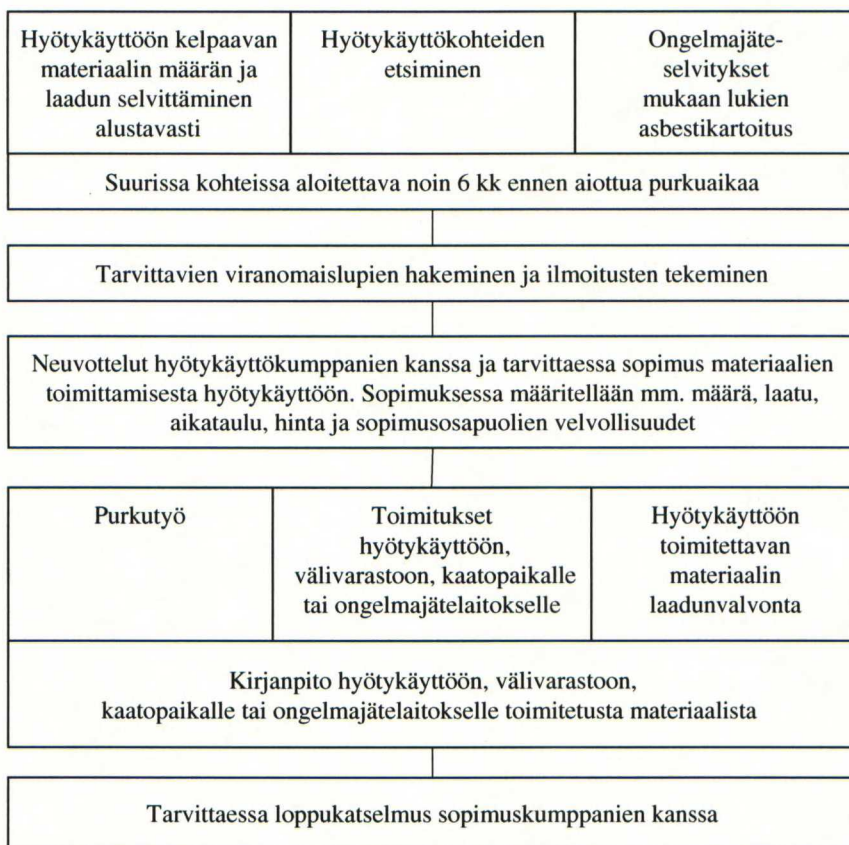 Hyötykäyttöön kelpaavan
materiaalin määrän ja
laadun selvittäminen
alustavasti
Hyötykäyttökohteiden
etsiminen
Ongelmajäte-
selvitykset
mukaan lukien
asbestikartoitus
Suurissa kohteissa aloitettava noin 6 kk ennen aiottua purkuaikaa
Tarvittavien viranomaislupien hakeminen ja ilmoitusten tekeminen
Neuvottelut hyötykäyttökumppanien kanssa ja tarvittaessa sopimus materiaalien
toimittamisesta hyötykäyttöön. Sopimuksessa määritellään mm. määrä, laatu,
aikataulu, hinta ja sopimusosapuolien velvollisuudet
Purkutyö
Toimitukset
hyötykäyttöön,
välivarastoon, kaatopaikalle
tai ongelmajätelaitokselle
Hyötykäyttöön
toimitettavan
materiaalin
laadunvalvonta
Kirjanpito hyötykäyttöön, välivarastoon,
kaatopaikalle tai ongelmajätelaitokselle toimitetusta materiaalista
Tarvittaessa loppukatselmus sopimuskumppanien kanssa